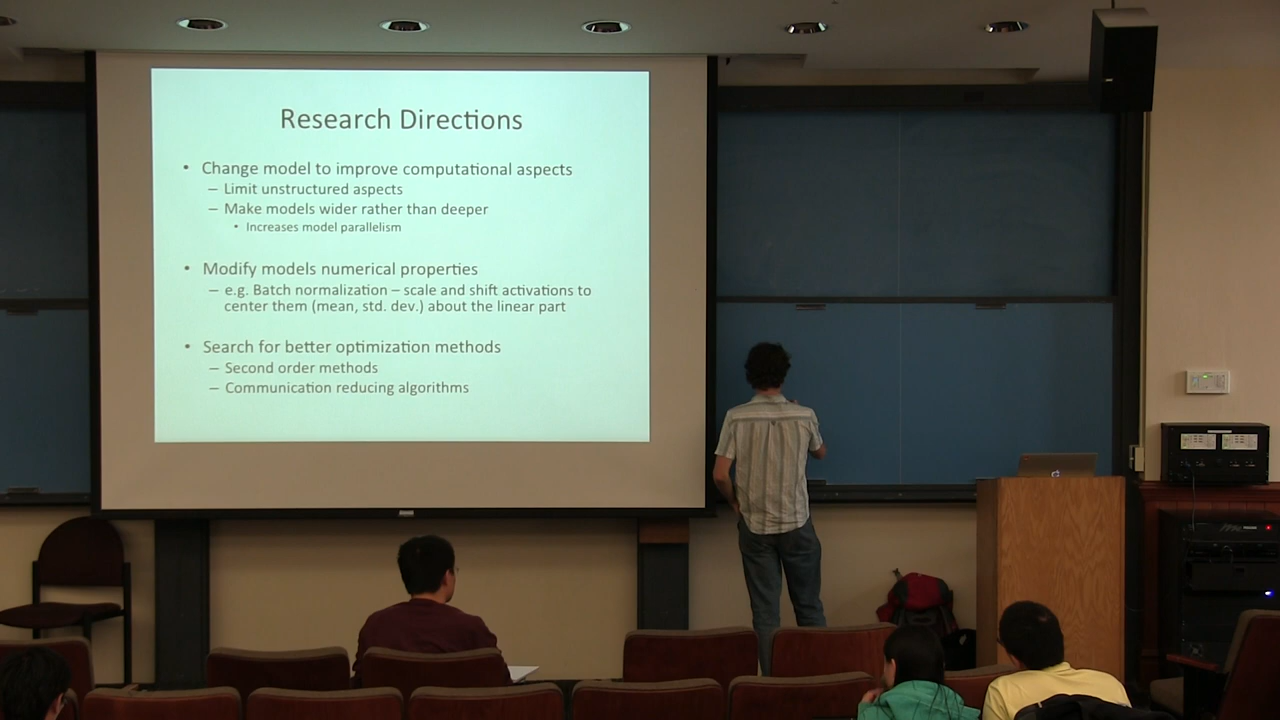 Research Directions
• Change model to improve computational aspects
– Limit unstructured aspects
– Make models wider rather than deeper
• Increases model parallelism
• Modify models numerical properties
– e.g. Batch normalization – scale and shift activations to
center them (mean, std. dev.) about the linear part
• Search for better optimization methods
– Second order methods
– Communication reducing algorithms